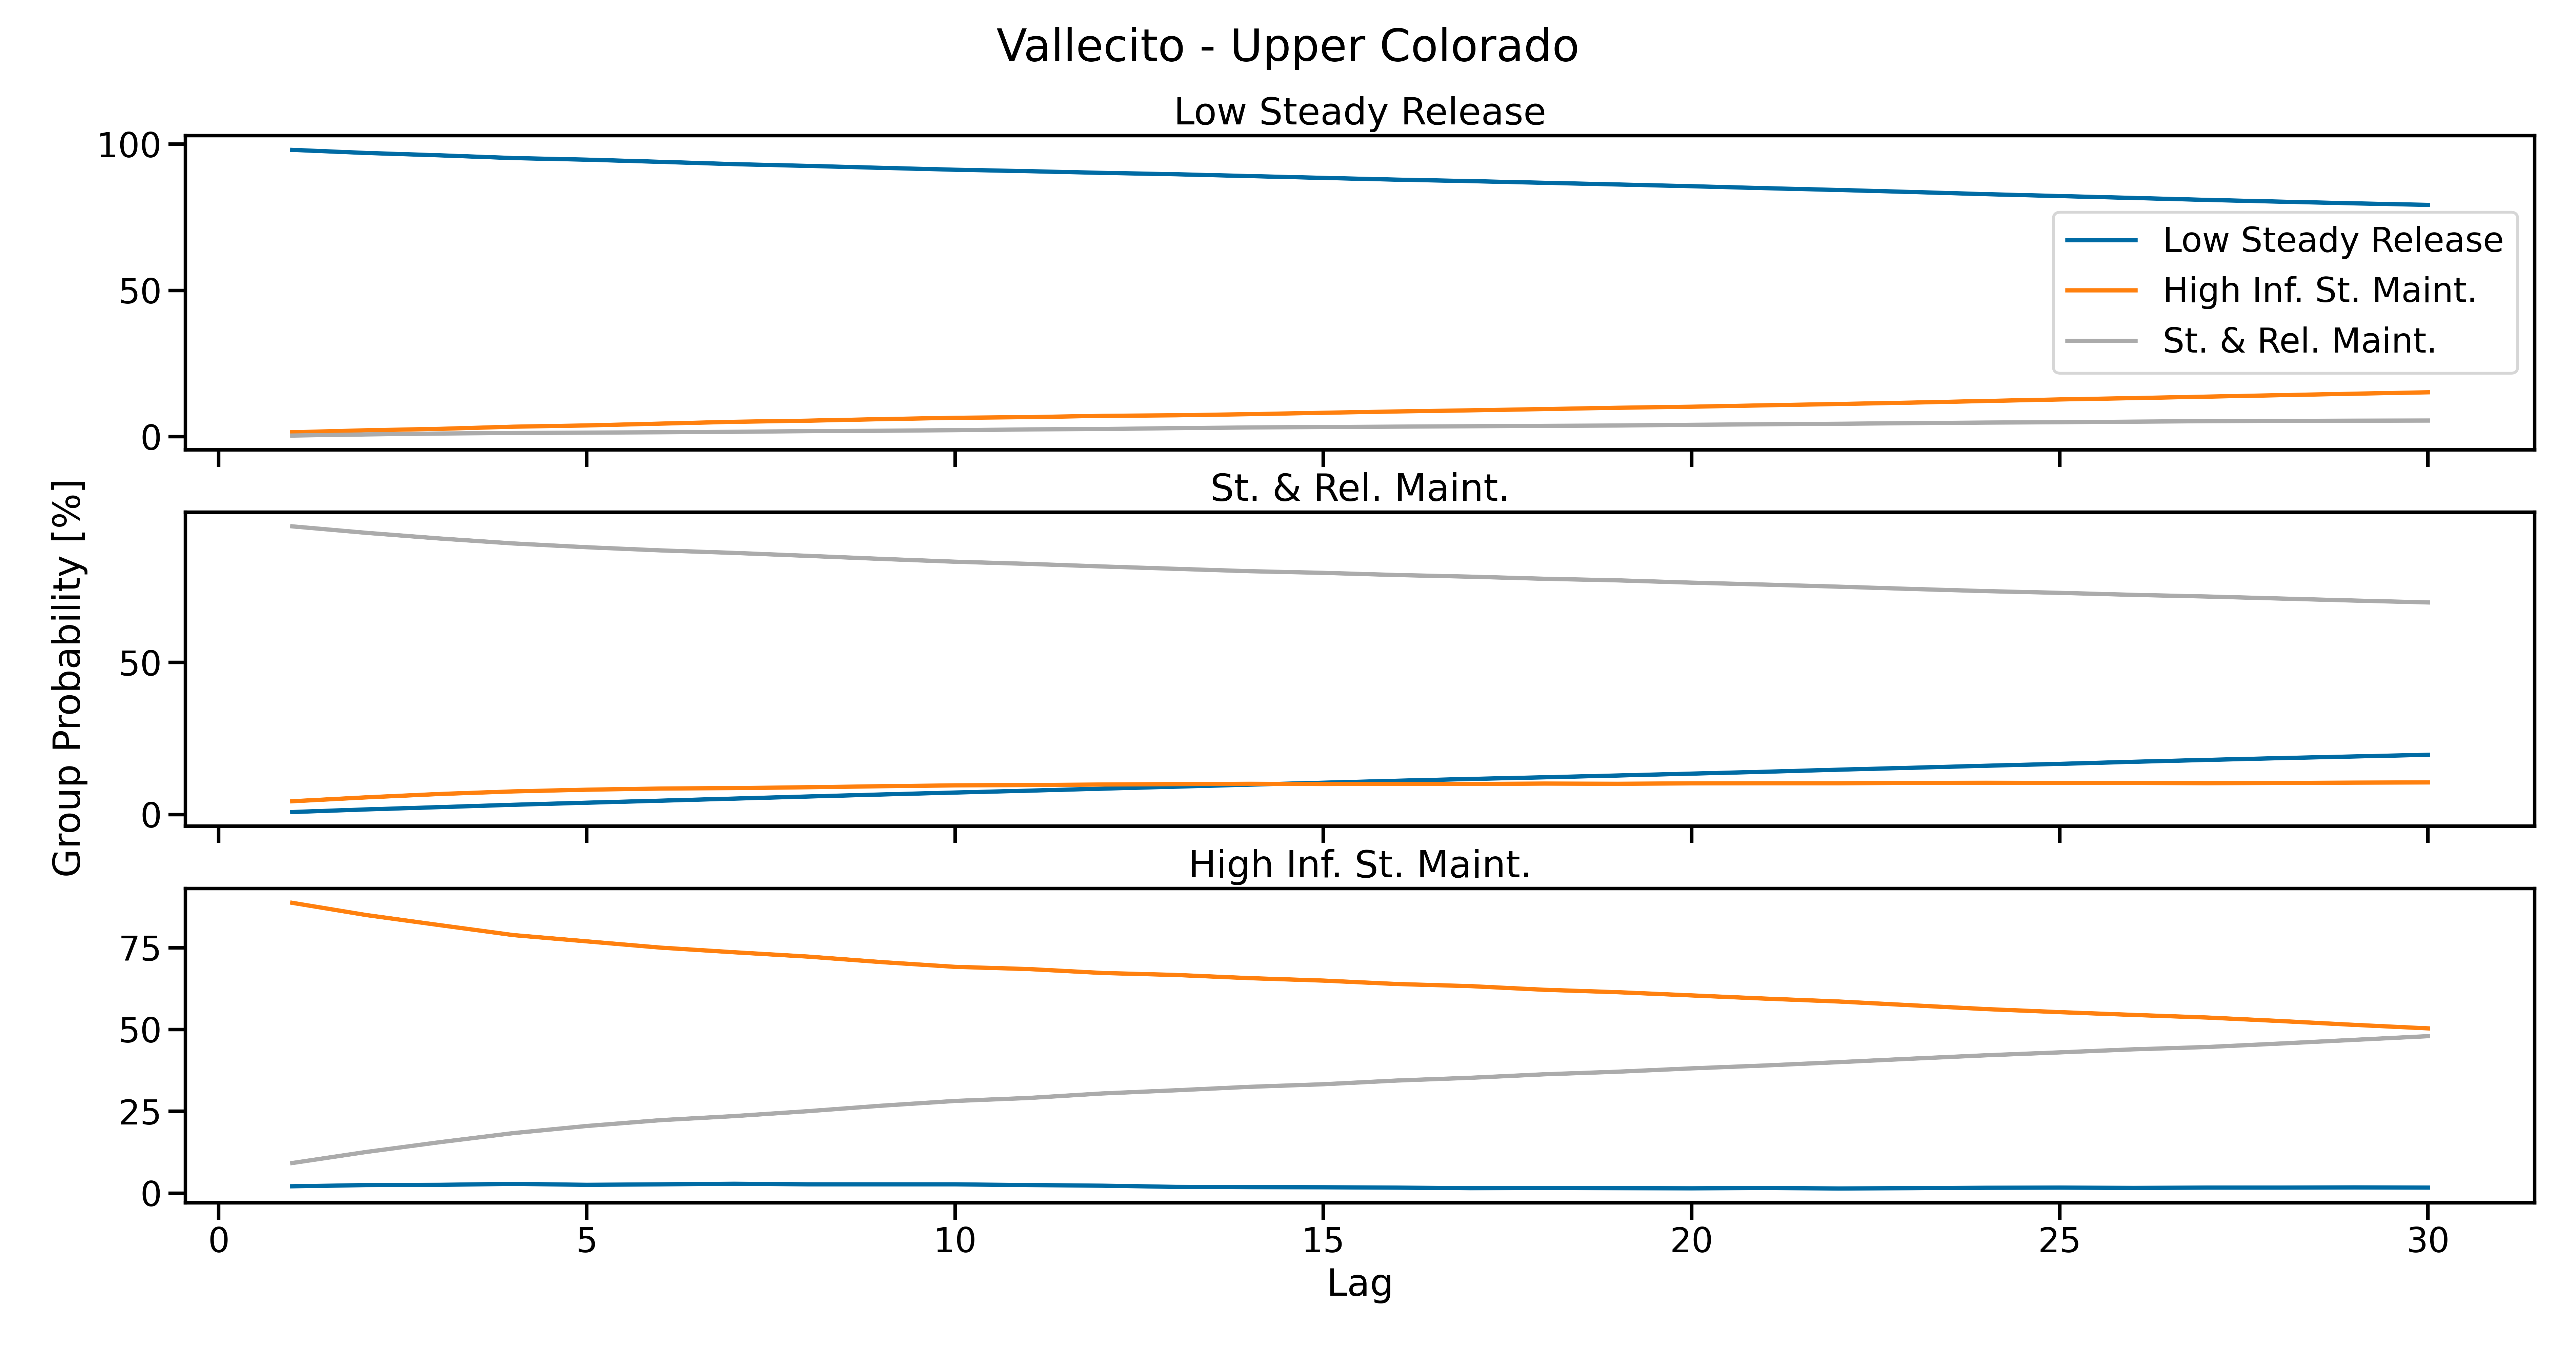 Vallecito - Upper Colorado
Low Steady Release
100
50
0
Low Steady Release
High Inf. St. Maint.
St. & Rel. Maint.
St. & Rel. Maint.
50
0
Group Probability [%]
High Inf. St. Maint.
75
50
25
0
0 5 10 15 20 25 30
Lag